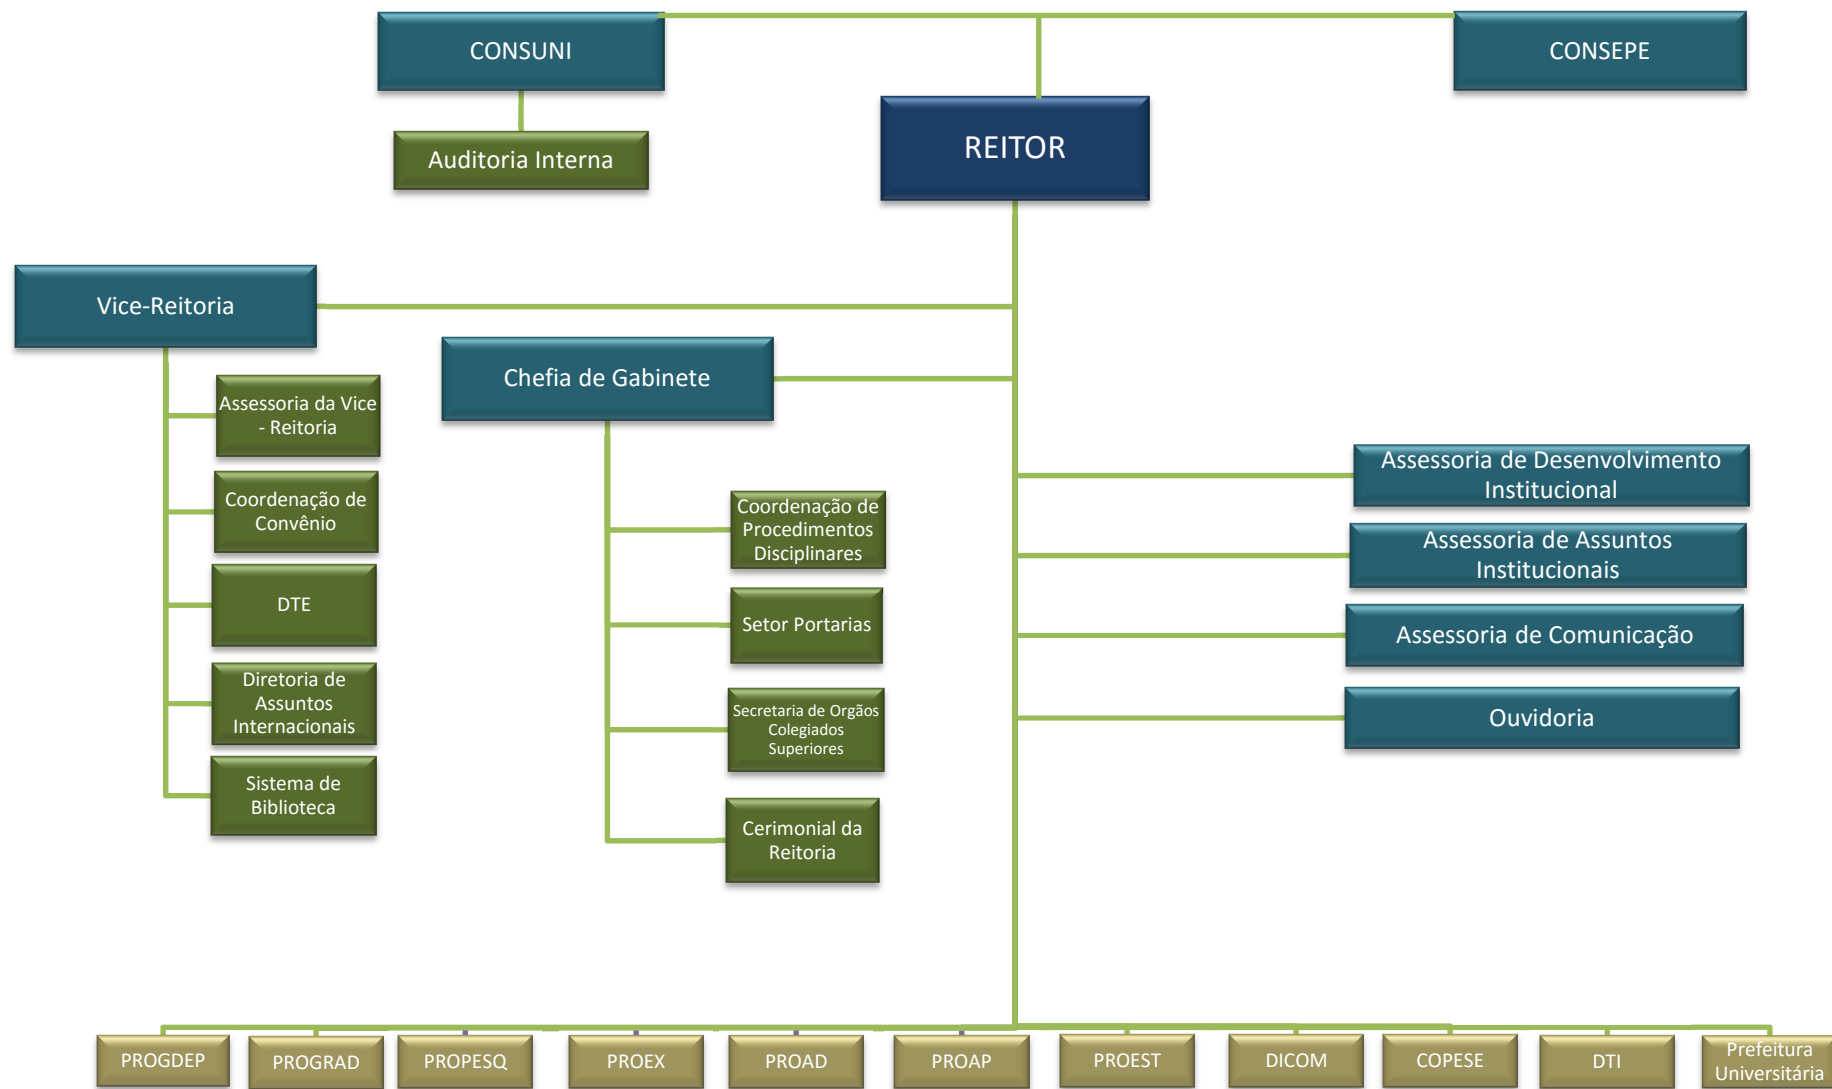 CONSUNI
CONSEPE
REITOR
Auditoria Interna
Vice-Reitoria
Assessoria da Vice
- Reitoria
Coordenação de
Convênio
DTE
Diretoria de
Assuntos
Internacionais
Sistema de
Biblioteca
Chefia de Gabinete
Coordenação de
Procedimentos
Disciplinares
Setor Portarias
Secretaria de Orgãos
Colegiados
Superiores
Cerimonial da
Reitoria
Assessoria de Desenvolvimento
Institucional
Assessoria de Assuntos
Institucionais
Assessoria de Comunicação
Ouvidoria
PROGDEP
PROGRAD
PROPESQ
PROEX
PROAD
PROAP
PROEST
DICOM
COPESE
DTI
Prefeitura
Universitária